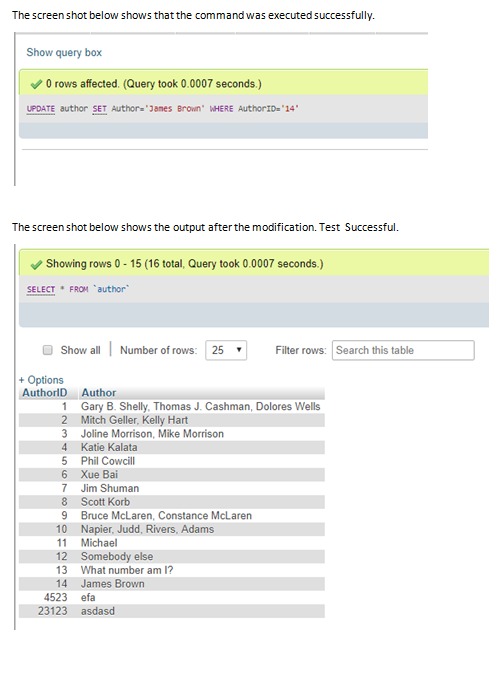 The screen shot below shows that the command was executed successfully.
Show query box
0 rows affected. (Query took 0.0007 seconds.)
UPDATE author SET Author='James Brown' WHERE AuthorID='14'
The screen shot below shows the output after the modification. Test Successful.
Showing rows 0 - 15 (16 total, Query took 0.0007 seconds.)
SELECT * FROM `author`
Show all Number of rows: 25 Filter rows: Search this table
+ Options
AuthorID Author
1 Gary B. Shelly, Thomas J. Cashman, Dolores Wells
2 Mitch Geller, Kelly Hart
3 Joline Morrison, Mike Morrison
4 Katie Kalata
5 Phil Cowcill
6 Xue Bai
7 Jim Shuman
8 Scott Korb
9 Bruce McLaren, Constance McLaren
10 Napier, Judd, Rivers, Adams
11 Michael
12 Somebody else
13 What number am I?
14 James Brown
4523 efa
23123 asdasd